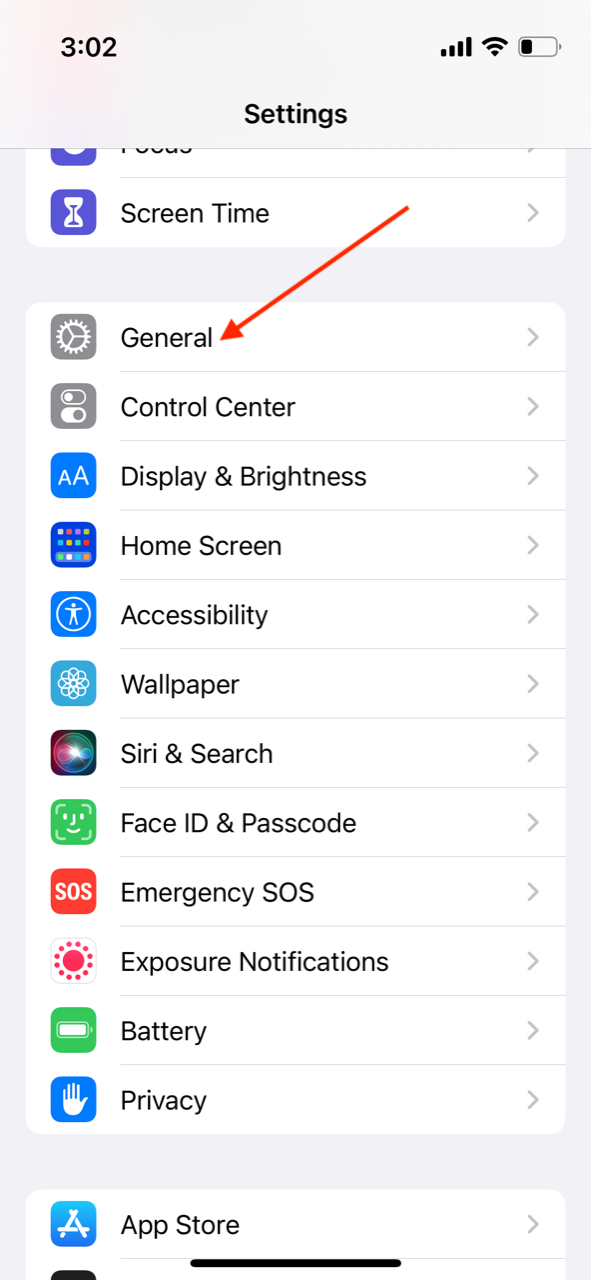 3:02
Settings
Focus
Screen Time
General
Control Center
AA
Display & Brightness
Home Screen
Accessibility
Wallpaper
Siri & Search
Face ID & Passcode
SOS
Emergency SOS
Exposure Notifications
Battery
Privacy
App Store